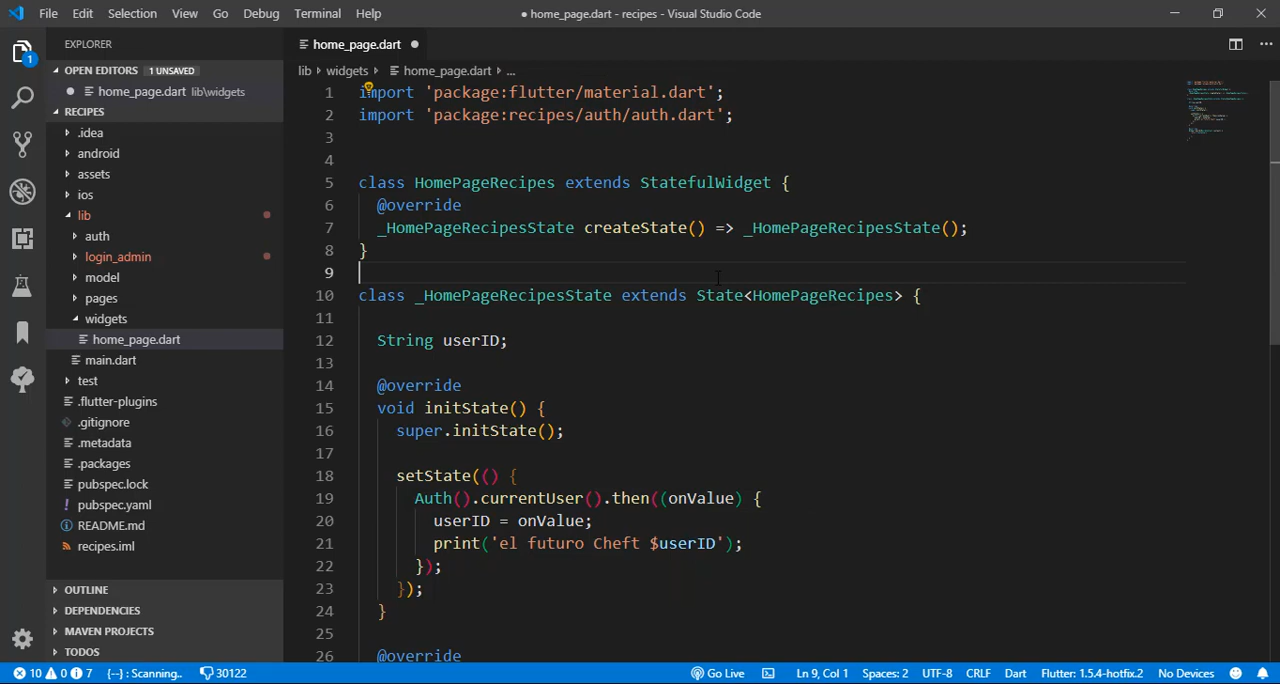 File Edit Selection View Go Debug Terminal Help
● home_page.dart - recipes - Visual Studio Code
EXPLORER
OPEN EDITORS 1 UNSAVED
home_page.dart lib\widgets
RECIPES
.idea
android
assets
ios
lib
auth
login_admin
model
pages
widgets
home_page.dart
main.dart
test
.flutter-plugins
.gitignore
.metadata
.packages
pubspec.lock
pubspec.yaml
README.md
recipes.iml
OUTLINE
DEPENDENCIES
MAVEN PROJECTS
TODOS
1
home_page.dart
lib widgets home_page.dart ...
1 import 'package:flutter/material.dart';
2 import 'package:recipes/auth/auth.dart';
3
4
5 class HomePageRecipes extends StatefulWidget {
6 @override
7 _HomePageRecipesState createState() => _HomePageRecipesState();
8 }
9
10 class _HomePageRecipesState extends State<HomePageRecipes> {
11
12 String userID;
13
14 @override
15 void initState() {
16 super.initState();
17
18 setState(() {
19 Auth().currentUser().then((onValue) {
20 userID = onValue;
21 print('el futuro Cheft $userID');
22 });
23 });
24 }
25
26 @override
10 0 7 {--} : Scanning.. 30122 Go Live Ln 9, Col 1 Spaces: 2 UTF-8 CRLF Dart Flutter: 1.5.4-hotfix.2 No Devices